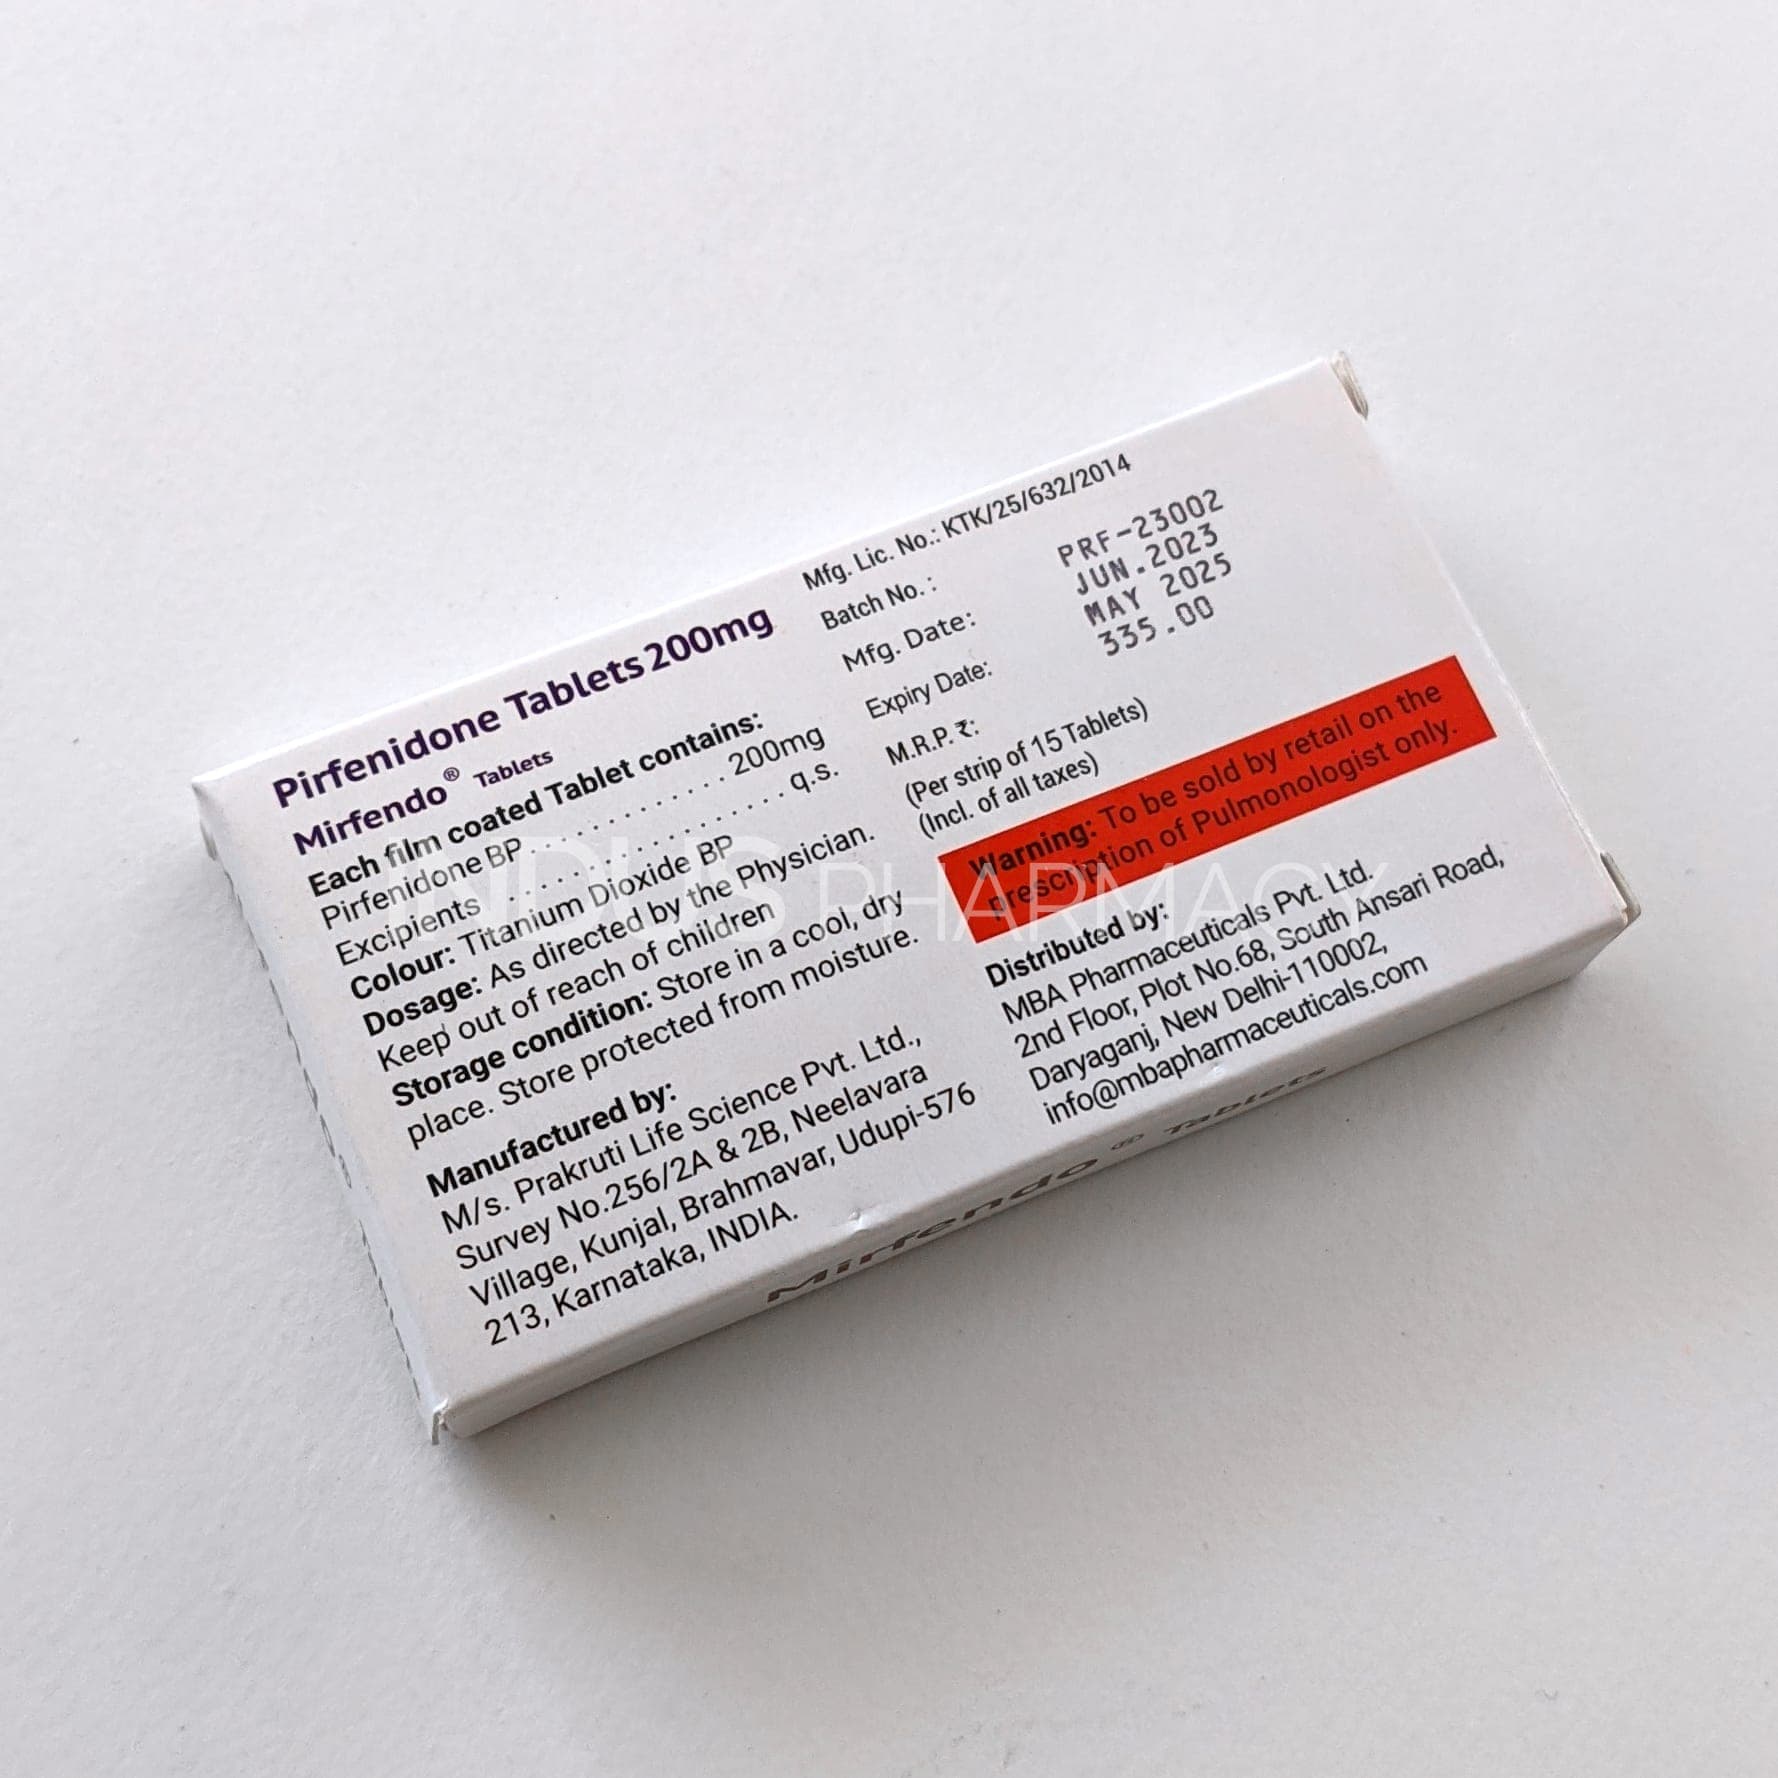 Pirfenidone Tablets 200mg
Mirfendo® Tablets
Each film coated Tablet contains:
Pirfenidone BP..............200mg
Excipients....................q.s.
Colour: Titanium Dioxide BP
Dosage: As directed by the Physician.
Keep out of reach of children
Storage condition: Store in a cool, dry
place. Store protected from moisture.
Manufactured by:
M/s. Prakruti Life Science Pvt. Ltd.,
Survey No.256/2A & 2B, Neelavara
Village, Kunjal, Brahmavar, Udupi-576
213, Karnataka, INDIA.
Mfg. Lic. No.: KTK/25/632/2014
Batch No. : PRF-23002
Mfg. Date: JUN.2023
Expiry Date: MAY 2025
M.R.P. ₹: 335.00
(Per strip of 15 Tablets)
(Incl. of all taxes)
Warning: To be sold by retail on the
prescription of Pulmonologist only.
Distributed by:
MBA Pharmaceuticals Pvt. Ltd.
2nd Floor, Plot No.68, South Ansari Road,
Daryaganj, New Delhi-110002,
info@mbapharmaceuticals.com
Mirfendo® Tablets
INDUS PHARMACY